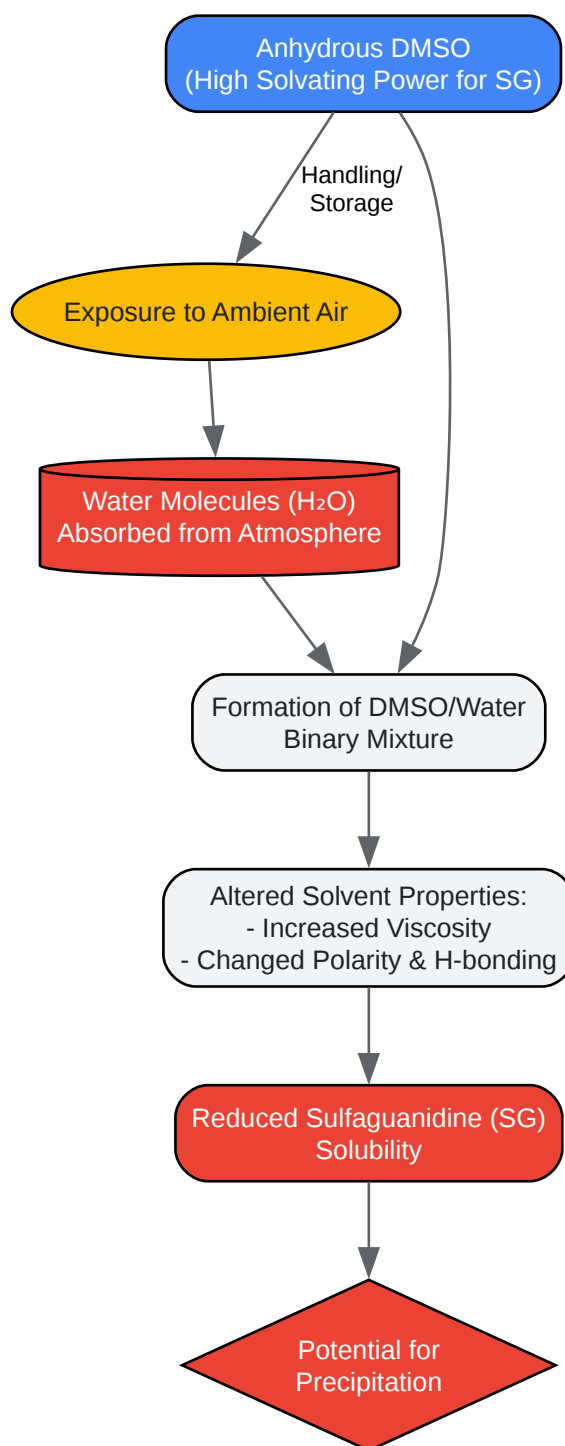 Anhydrous DMSO
(High Solvating Power for SG)
Handling/
Storage
Exposure to Ambient Air
Water Molecules (H₂O)
Absorbed from Atmosphere
Formation of DMSO/Water
Binary Mixture
Altered Solvent Properties:
- Increased Viscosity
- Changed Polarity & H-bonding
Reduced Sulfaguanidine (SG)
Solubility
Potential for
Precipitation